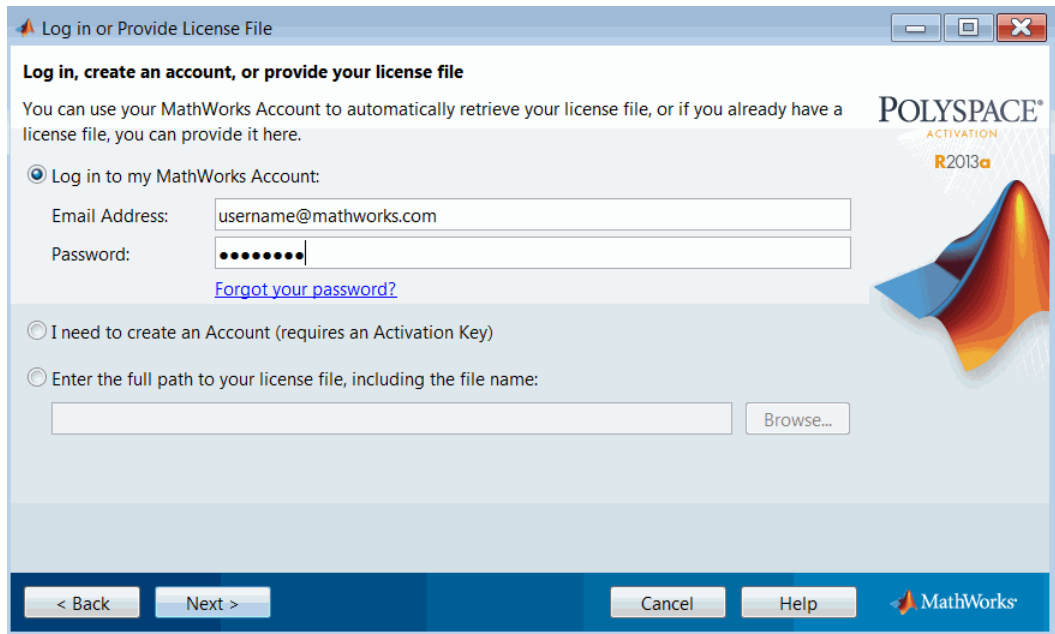 Log in or Provide License File
Log in, create an account, or provide your license file
You can use your MathWorks Account to automatically retrieve your license file, or if you already have a
license file, you can provide it here.
POLYSPACE®
ACTIVATION
R2013a
Log in to my MathWorks Account:
Email Address:
username@mathworks.com
Password:
●●●●●●●●
Forgot your password?
I need to create an Account (requires an Activation Key)
Enter the full path to your license file, including the file name:
Browse...
< Back
Next >
Cancel
Help
MathWorks®